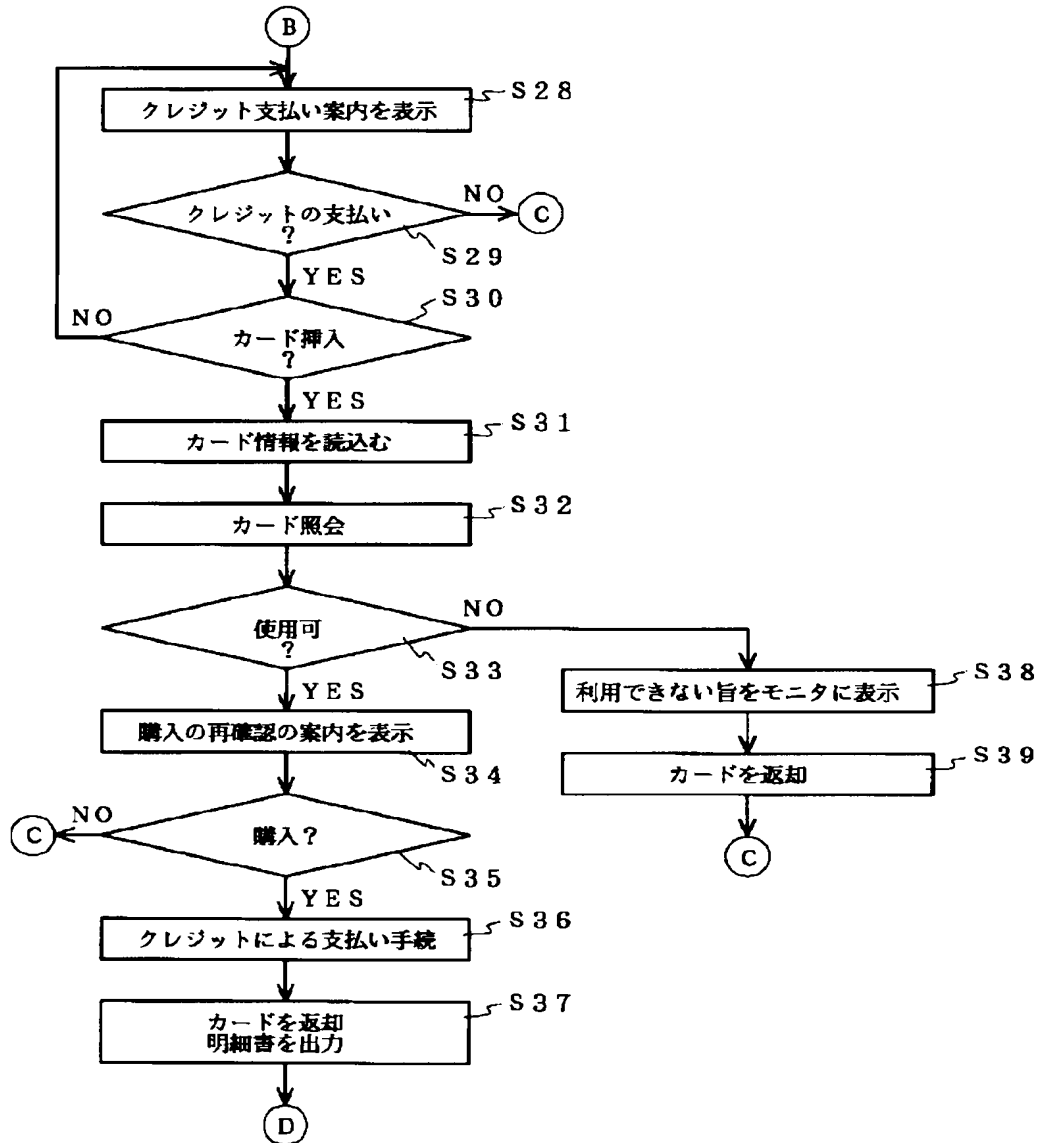 B
S28
クレジット支払い案内を表示
NO
クレジットの支払い
?
C
S29
YES
S30
NO
カード挿入
?
YES
S31
カード情報を読込む
S32
カード照会
NO
使用可
?
S33
YES
S38
利用できない旨をモニタに表示
購入の再確認の案内を表示
S34
S39
カードを返却
NO
C
購入?
C
S35
YES
S36
クレジットによる支払い手続
S37
カードを返却
明細書を出力
D